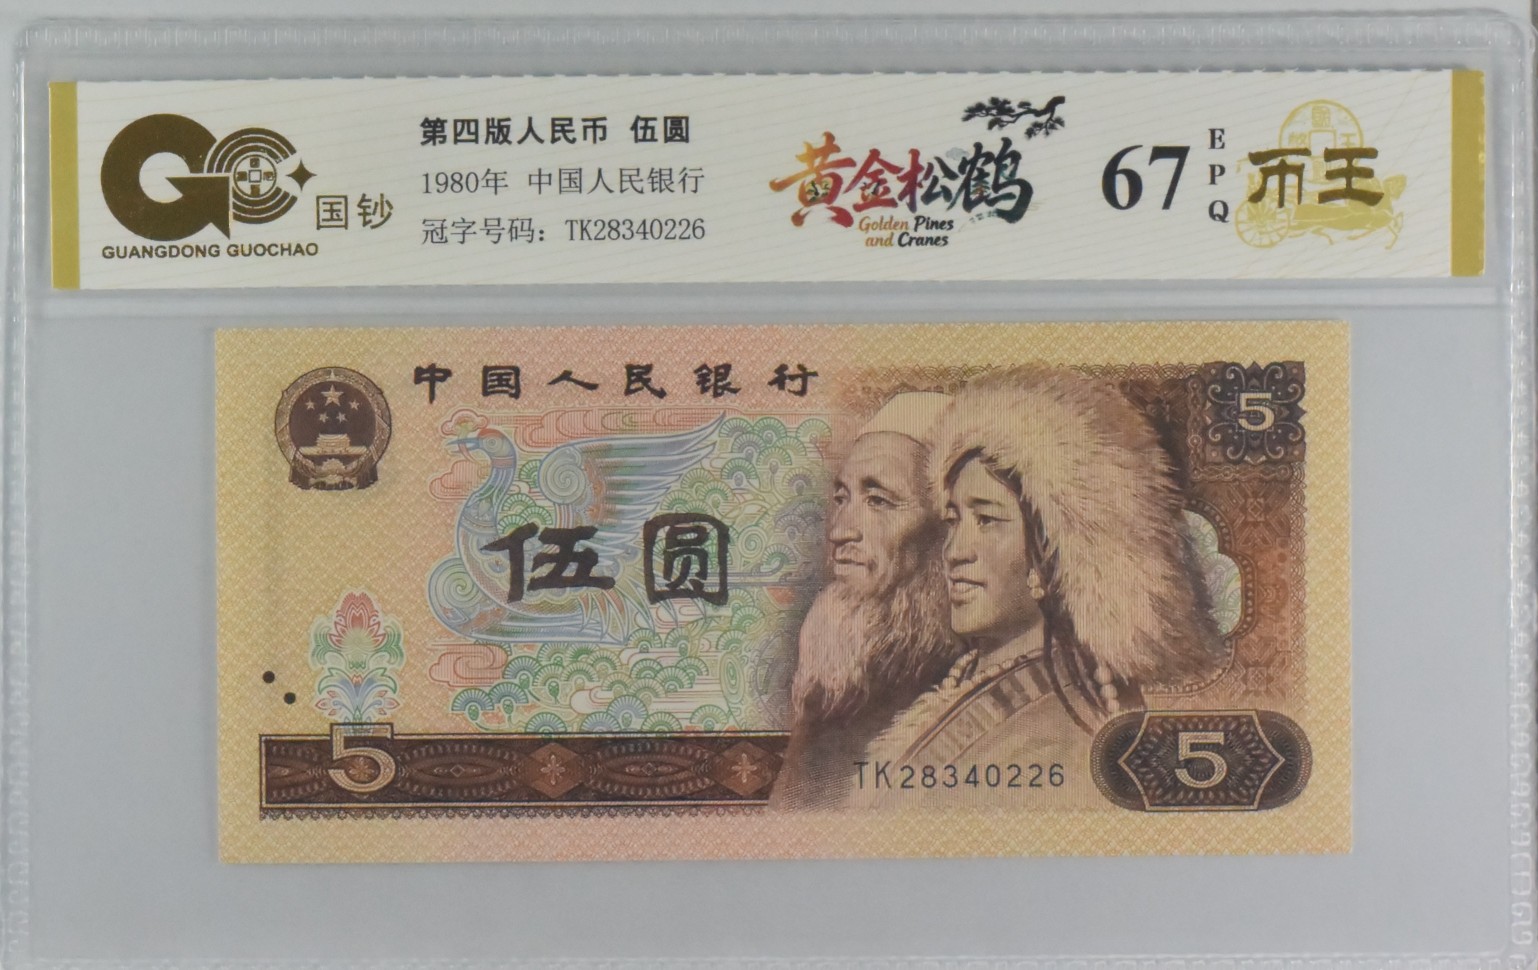 GUANGDONG GUOCHAO
国钞
第四版人民币 伍圆
1980年 中国人民银行
冠字号码：TK28340226
黄金松鹤
Golden Pines
and Cranes
67
EPQ
币王
中国人民银行
5
伍圆
5
TK28340226
5